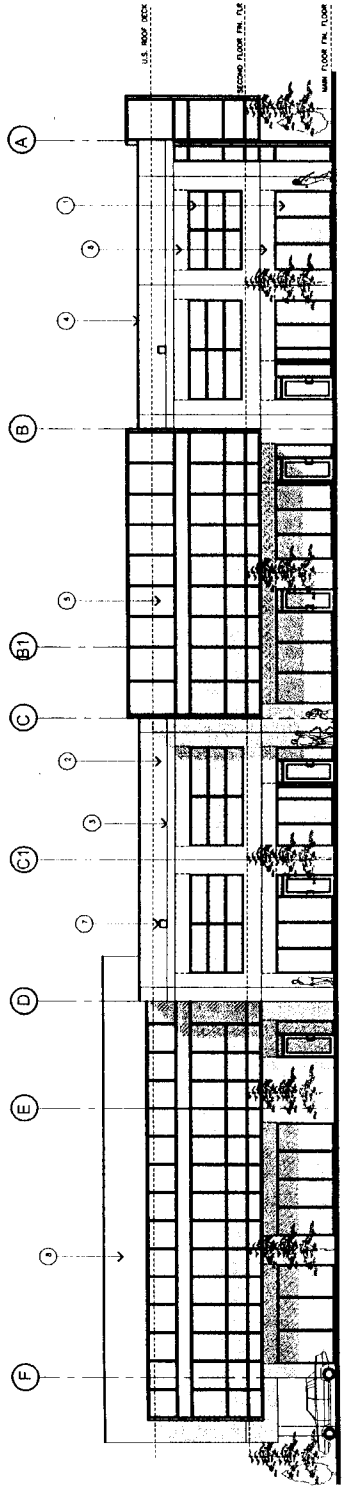 F
8
E
D
7
C1
3
2
C
B1
5
B
4
3
1
A
U.S. ROOF DECK
SECOND FLOOR FIN. FLR
MAIN FLOOR FIN. FLOOR